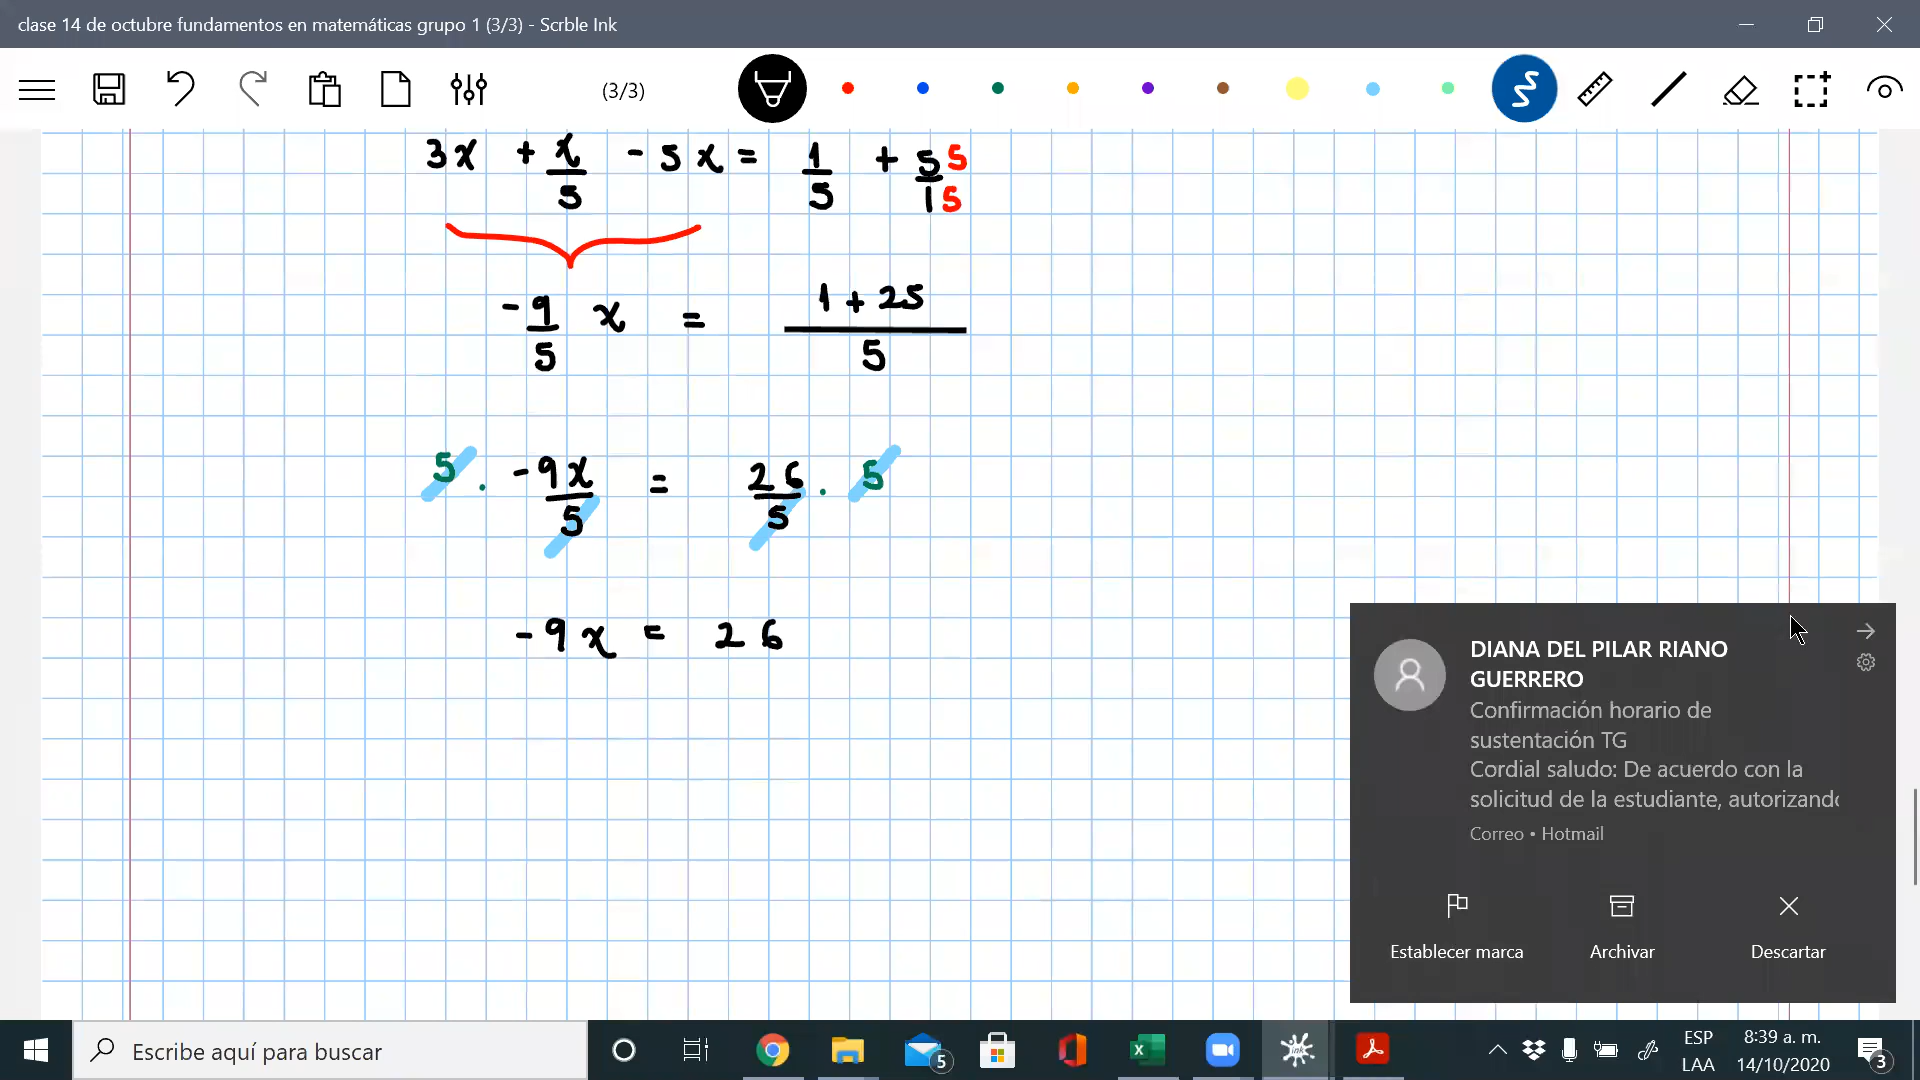 clase 14 de octubre fundamentos en matemáticas grupo 1 (3/3) - Scrble Ink
(3/3)
3x + x/5 - 5x = 1/5 + 5/1 5/5
-9/5 x = 1 + 25/5
5 · -9x/5 = 26/5 · 5
-9x = 26
DIANA DEL PILAR RIANO
GUERRERO
Confirmación horario de
sustentación TG
Cordial saludo: De acuerdo con la
solicitud de la estudiante, autorizando
Correo • Hotmail
Establecer marca
Archivar
Descartar
Escribe aquí para buscar
5
ESP
LAA
8:39 a. m.
14/10/2020
3